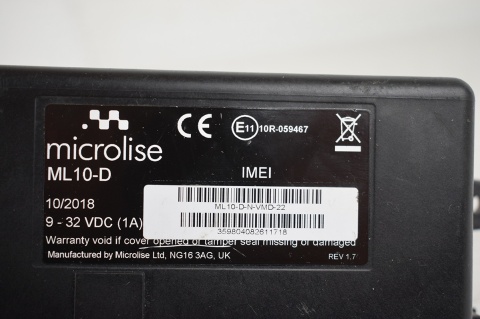 CE E11 10R-059467
microlise
ML10-D
IMEI
10/2018
ML10-D-N-VMD-22
9 - 32 VDC (1A)
359804082611718
Warranty void if cover opened or tamper seal missing or damaged
Manufactured by Microlise Ltd, NG16 3AG, UK
REV 1.7